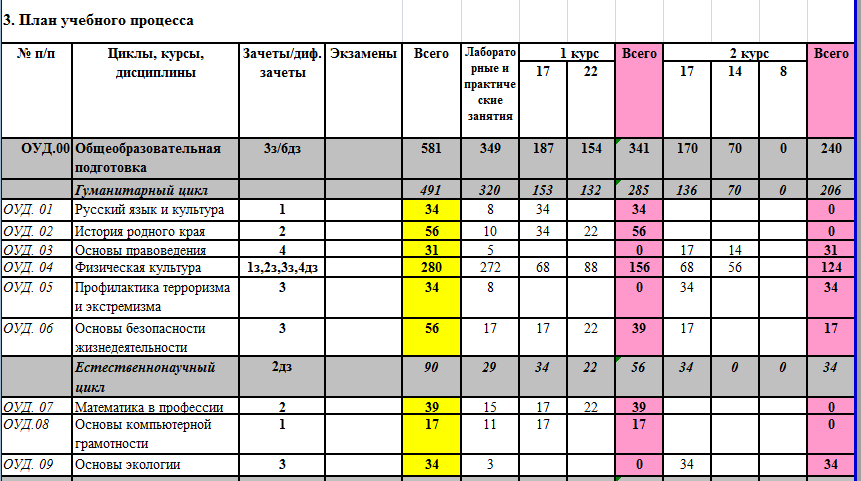 3. План учебного процесса
№ п/п Циклы, курсы, дисциплины Зачеты/диф. зачеты Экзамены Всего Лаборато рные и практиче ские занятия 1 курс Всего 2 курс Всего
17 22 17 14 8
ОУД.00 Общеобразовательная подготовка 3з/6дз 581 349 187 154 341 170 70 0 240
Гуманитарный цикл 491 320 153 132 285 136 70 0 206
ОУД. 01 Русский язык и культура 1 34 8 34 34 0
ОУД. 02 История родного края 2 56 10 34 22 56 0
ОУД. 03 Основы правоведения 4 31 5 0 17 14 31
ОУД. 04 Физическая культура 1з,2з,3з,4дз 280 272 68 88 156 68 56 124
ОУД. 05 Профилактика терроризма и экстремизма 3 34 8 0 34 34
ОУД. 06 Основы безопасности жизнедеятельности 3 56 17 17 22 39 17 17
Естественнонаучный цикл 2дз 90 29 34 22 56 34 0 0 34
ОУД. 07 Математика в профессии 2 39 15 17 22 39 0
ОУД.08 Основы компьютерной грамотности 1 17 11 17 17 0
ОУД. 09 Основы экологии 3 34 3 0 34 34